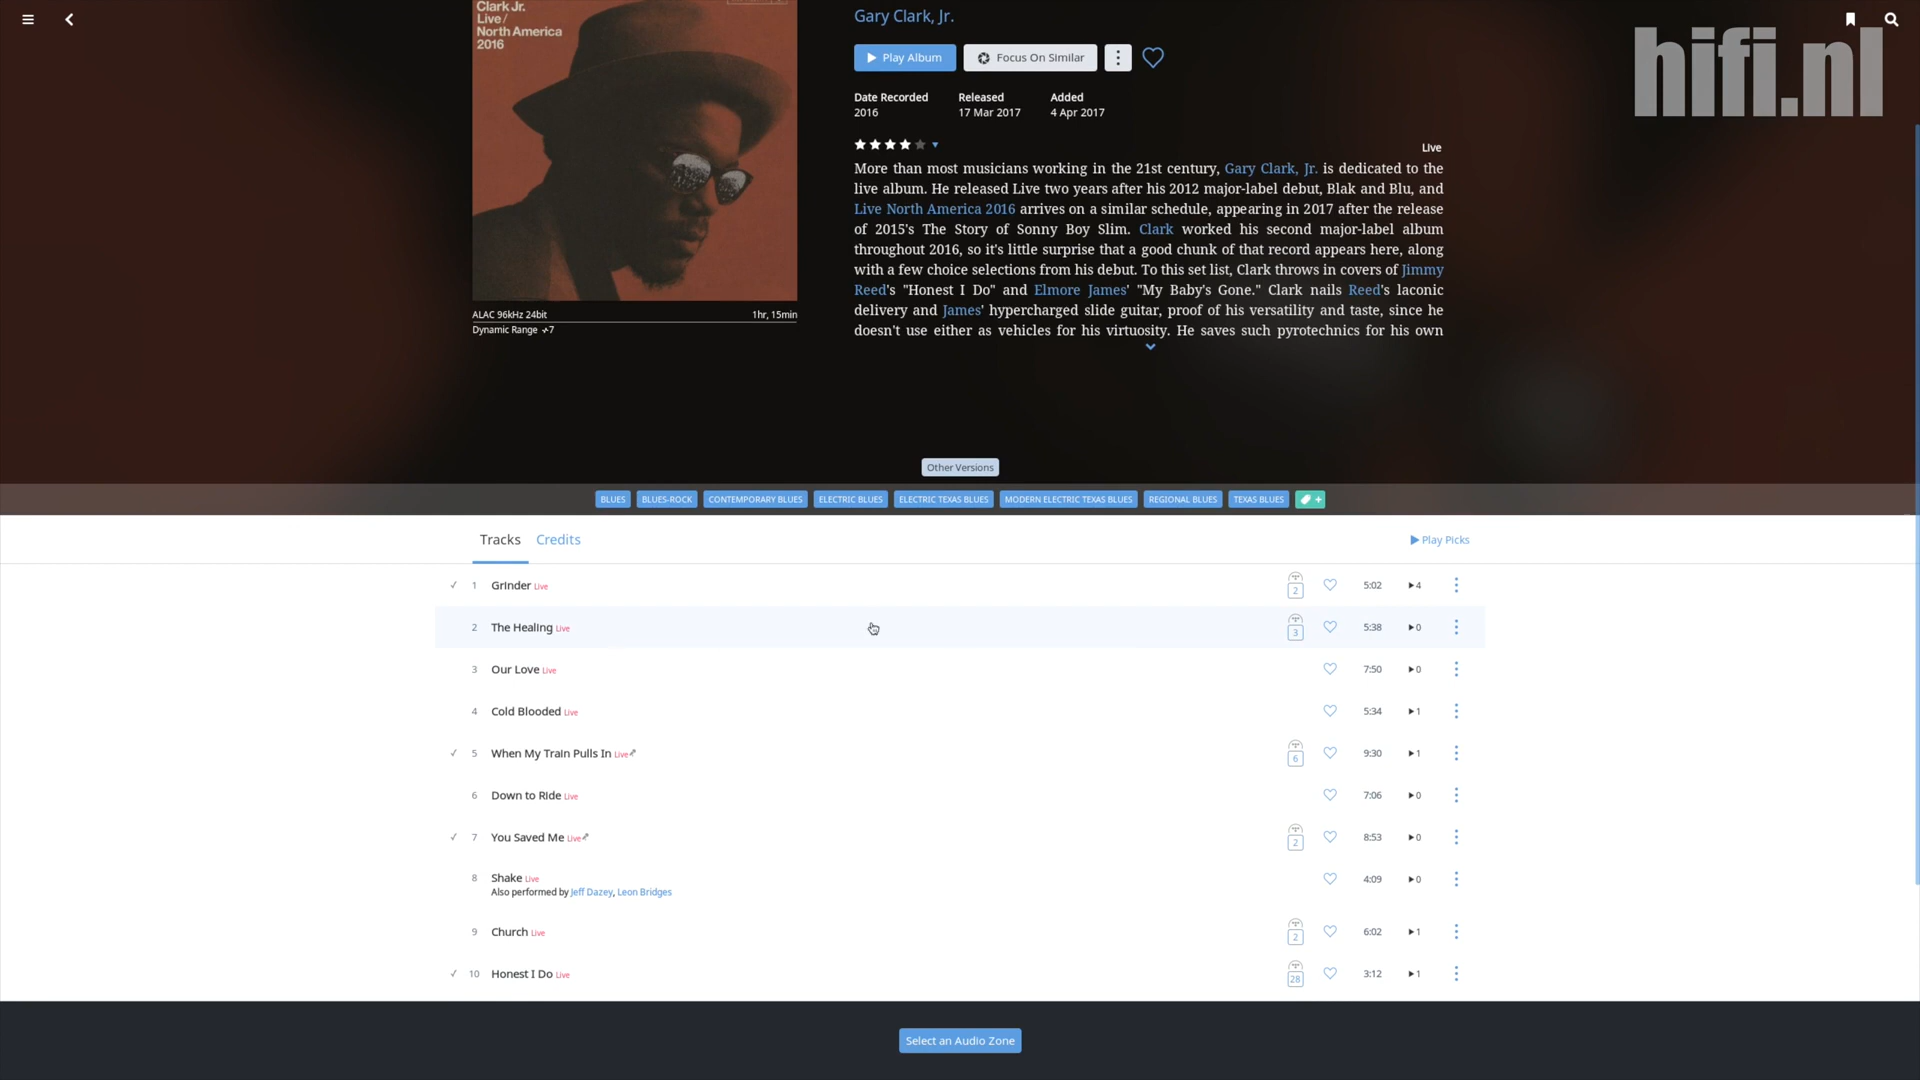 Clark Jr.
Live/
North America
2016
Gary Clark, Jr.
hifi.nl
Play Album
Focus On Similar
Date Recorded
Released
Added
2016
17 Mar 2017
4 Apr 2017
Live
More than most musicians working in the 21st century, Gary Clark, Jr. is dedicated to the
live album. He released Live two years after his 2012 major-label debut, Blak and Blu, and
Live North America 2016 arrives on a similar schedule, appearing in 2017 after the release
of 2015's The Story of Sonny Boy Slim. Clark worked his second major-label album
throughout 2016, so it's little surprise that a good chunk of that record appears here, along
with a few choice selections from his debut. To this set list, Clark throws in covers of Jimmy
Reed's "Honest I Do" and Elmore James' "My Baby's Gone." Clark nails Reed's laconic
delivery and James' hypercharged slide guitar, proof of his versatility and taste, since he
doesn't use either as vehicles for his virtuosity. He saves such pyrotechnics for his own
ALAC 96kHz 24bit 1hr, 15min
Dynamic Range 7
Other Versions
BLUES BLUES-ROCK CONTEMPORARY BLUES ELECTRIC BLUES ELECTRIC TEXAS BLUES MODERN ELECTRIC TEXAS BLUES REGIONAL BLUES TEXAS BLUES +
Tracks Credits Play Picks
✓ 1 Grinder Live 2 5:02 4
2 The Healing Live 3 5:38 0
3 Our Love Live 7:50 0
4 Cold Blooded Live 5:34 1
✓ 5 When My Train Pulls In Live 6 9:30 1
6 Down to Ride Live 7:06 0
✓ 7 You Saved Me Live 2 8:53 0
8 Shake Live 4:09 0
Also performed by Jeff Dazey, Leon Bridges
9 Church Live 2 6:02 1
✓ 10 Honest I Do Live 28 3:12 1
Select an Audio Zone